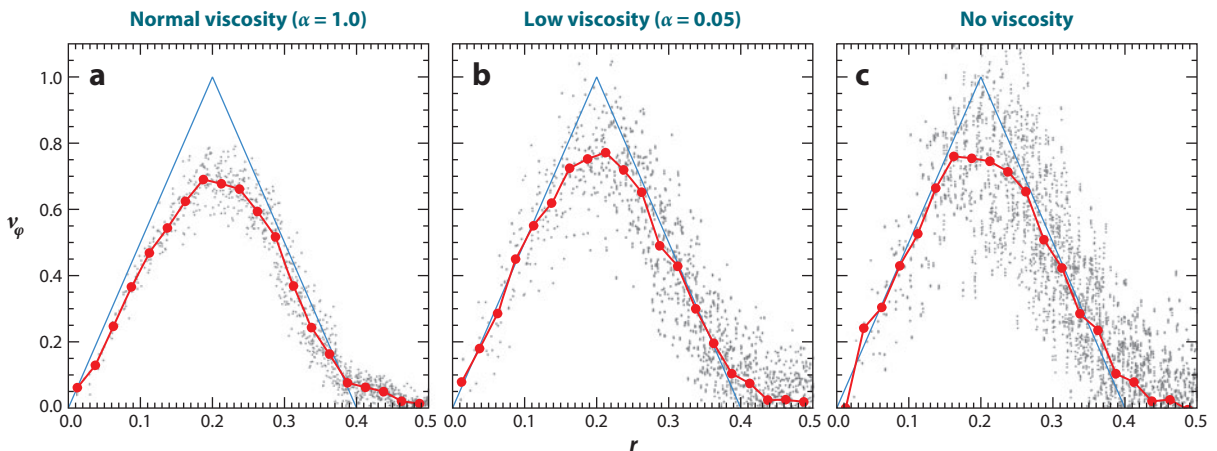 Normal viscosity (α = 1.0)
Low viscosity (α = 0.05)
No viscosity
a
b
c
1.0
0.8
0.6
0.4
0.2
0.0
νφ
0.0 0.1 0.2 0.3 0.4 0.5
0.0 0.1 0.2 0.3 0.4 0.5
0.0 0.1 0.2 0.3 0.4 0.5
r